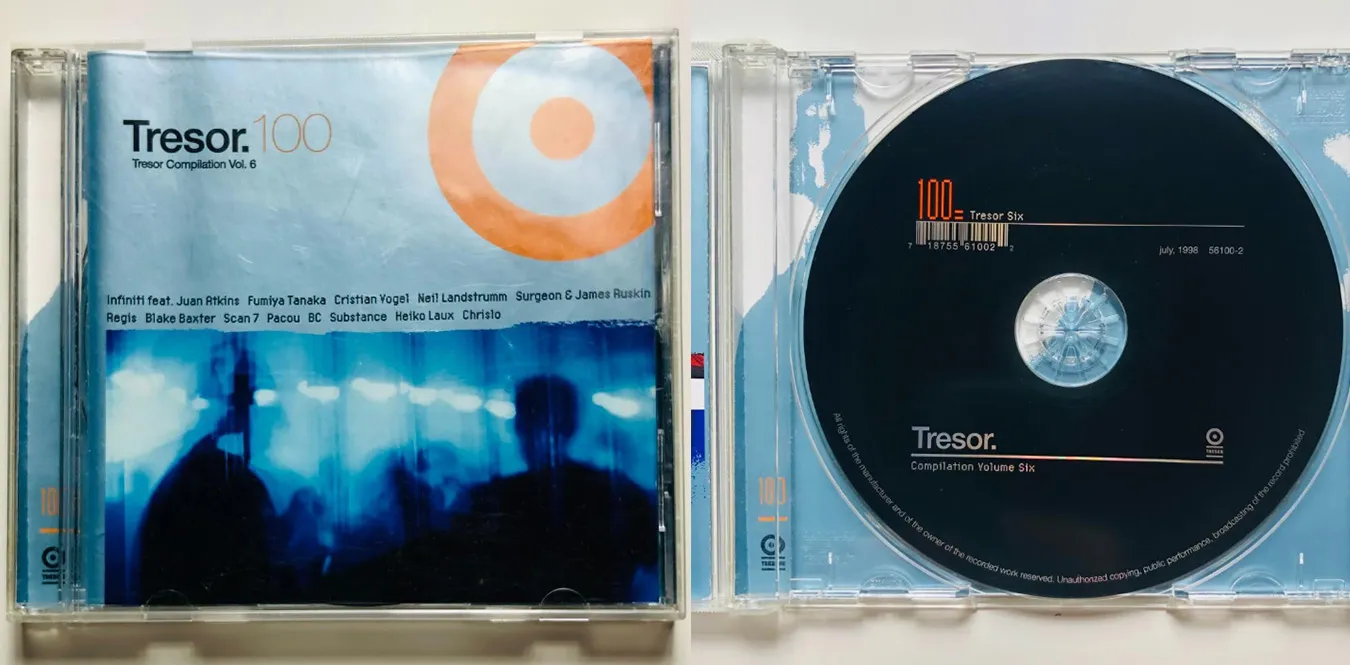 Tresor.100
Tresor Compilation Vol. 6
Infiniti feat. Juan Atkins Fumiya Tanaka Cristian Vogel Neil Landstrumm Surgeon & James Ruskin
Regis Blake Baxter Scan 7 Pacou BC Substance Heiko Laux Chrislo
100
TRESOR
100= Tresor Six
7 18755 61002 2
july, 1998 56100-2
Tresor.
TRESOR
Compilation Volume Six
All rights of the manufacturer and of the owner of the recorded work reserved. Unauthorized copying, public performance, broadcasting of the record prohibited
100
TRESOR